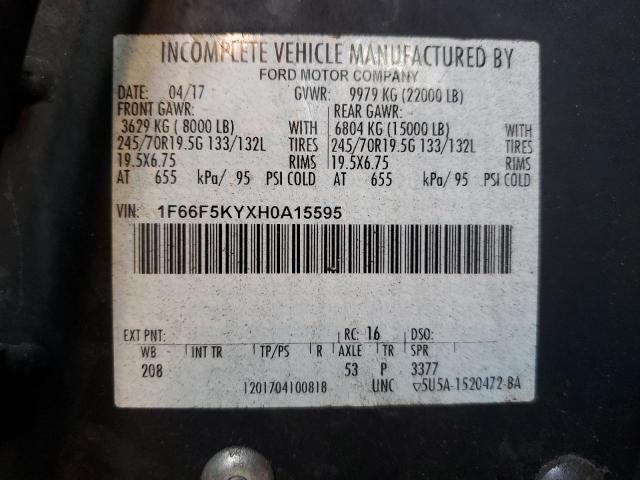 INCOMPLETE VEHICLE MANUFACTURED BY
FORD MOTOR COMPANY
DATE: 04/17 GVWR: 9979 KG (22000 LB)
FRONT GAWR: REAR GAWR:
3629 KG ( 8000 LB) WITH 6804 KG (15000 LB) WITH
245/70R19.5G 133/132L TIRES 245/70R19.5G 133/132L TIRES
19.5X6.75 RIMS 19.5X6.75 RIMS
AT 655 kPa/ 95 PSI COLD AT 655 kPa/ 95 PSI COLD
VIN: 1F66F5KYXH0A15595
EXT PNT: RC: 16 DSO:
WB INT TR TP/PS R AXLE TR SPR
208 53 P 3377
1201704100818 UNC ▽5U5A-1520472-BA